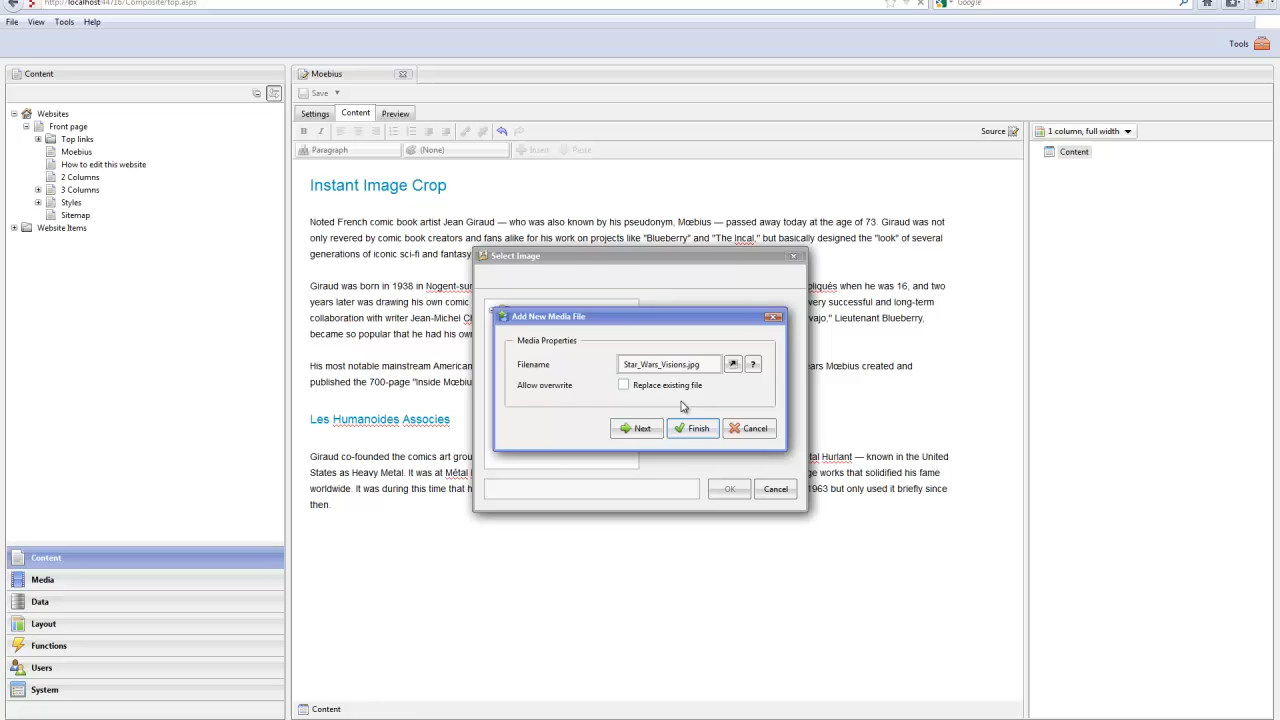 http://localhost:44716/Composite/top.aspx
Google
File View Tools Help
Tools
Content
Websites
Front page
Top links
Moebius
How to edit this website
2 Columns
3 Columns
Styles
Sitemap
Website Items
Content
Media
Data
Layout
Functions
Users
System
Moebius
Save
Settings Content Preview
B I
Source
Paragraph (None) Insert Paste
Instant Image Crop
Noted French comic book artist Jean Giraud — who was also known by his pseudonym, Mœbius — passed away today at the age of 73. Giraud was not
only revered by comic book creators and fans alike for his work on projects like "Blueberry" and "The Incal," but basically designed the "look" of several
generations of iconic sci-fi and fantasy
Giraud was born in 1938 in Nogent-sur
pliqués when he was 16, and two
years later was drawing his own comic
very successful and long-term
collaboration with writer Jean-Michel Ch
vajo," Lieutenant Blueberry,
became so popular that he had his own
His most notable mainstream American
ears Mœbius created and
published the 700-page "Inside Mœbius
Les Humanoides Associes
Giraud co-founded the comics art grou
tal Hurlant — known in the United
States as Heavy Metal. It was at Métal
ge works that solidified his fame
worldwide. It was during this time that h
1963 but only used it briefly since
then.
Content
Select Image
OK Cancel
Add New Media File
Media Properties
Filename Star_Wars_Visions.jpg ?
Allow overwrite Replace existing file
Next Finish Cancel
1 column, full width
Content